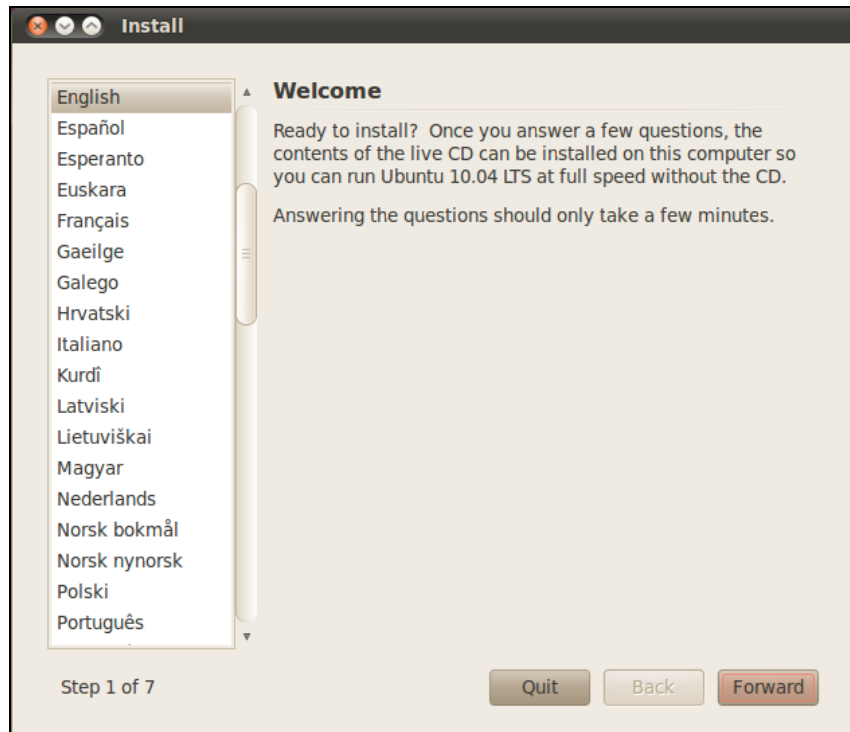 Install
English
Español
Esperanto
Euskara
Français
Gaeilge
Galego
Hrvatski
Italiano
Kurdî
Latviski
Lietuviškai
Magyar
Nederlands
Norsk bokmål
Norsk nynorsk
Polski
Português
Welcome
Ready to install? Once you answer a few questions, the
contents of the live CD can be installed on this computer so
you can run Ubuntu 10.04 LTS at full speed without the CD.
Answering the questions should only take a few minutes.
Step 1 of 7
Quit
Back
Forward